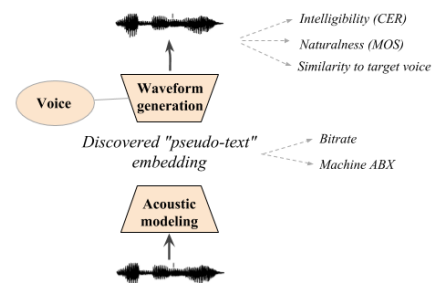 Intelligibility (CER)
Naturalness (MOS)
Similarity to target voice
Waveform
generation
Voice
Discovered "pseudo-text"
embedding
Bitrate
Machine ABX
Acoustic
modeling